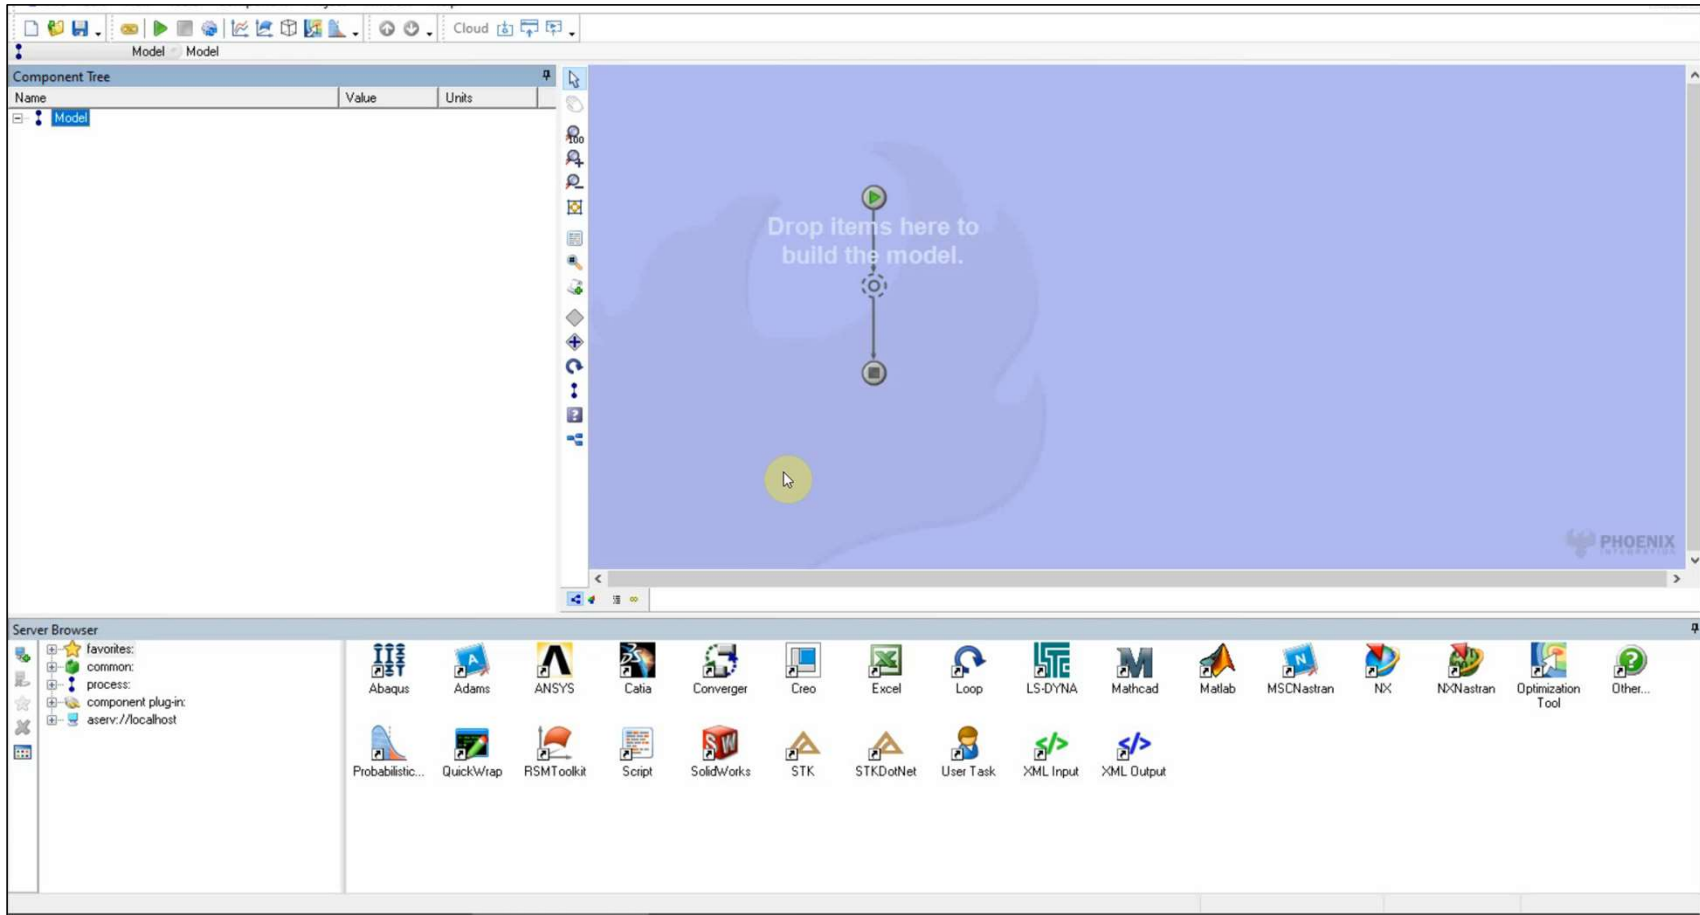 Cloud
Model Model
Component Tree
Name Value Units
Model
100
Drop items here to
build the model.
PHOENIX
INTEGRATION
Server Browser
favorites:
common:
process:
component plug-in:
aserv://localhost
Abaqus Adams ANSYS Catia Converger Creo Excel Loop LS-DYNA Mathcad Matlab MSCNastran NX NXNastran Optimization Tool Other...
Probabilistic... QuickWrap RSMToolkit Script SolidWorks STK STKDotNet User Task XML Input XML Output